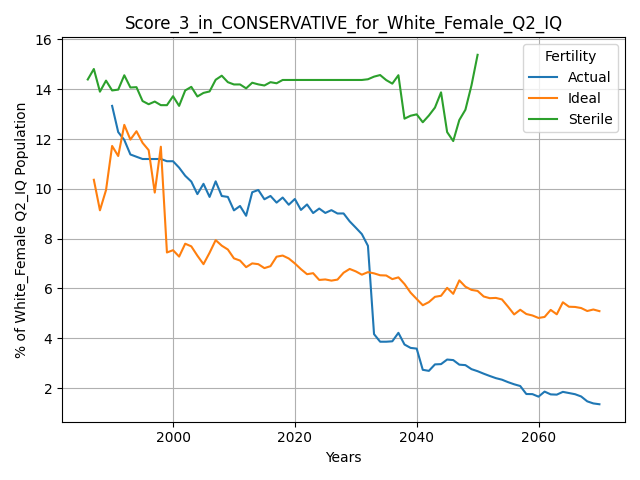 Score_3_in_CONSERVATIVE_for_White_Female_Q2_IQ
Fertility
Actual
Ideal
Sterile
% of White_Female Q2_IQ Population
16
14
12
10
8
6
4
2
2000
2020
2040
2060
Years